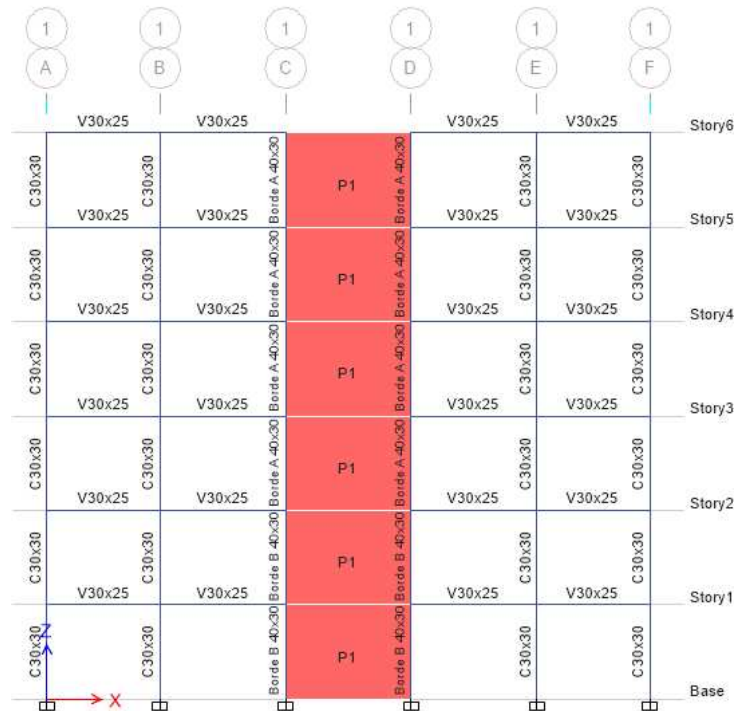 1 1 1 1 1 1
A B C D E F
V30x25 V30x25 V30x25 V30x25 Story6
C30x30 C30x30 Borde A 40x30 P1 Borde A 40x30 C30x30 C30x30
V30x25 V30x25 V30x25 V30x25 Story5
C30x30 C30x30 Borde A 40x30 P1 Borde A 40x30 C30x30 C30x30
V30x25 V30x25 V30x25 V30x25 Story4
C30x30 C30x30 Borde A 40x30 P1 Borde A 40x30 C30x30 C30x30
V30x25 V30x25 V30x25 V30x25 Story3
C30x30 C30x30 Borde A 40x30 P1 Borde A 40x30 C30x30 C30x30
V30x25 V30x25 V30x25 V30x25 Story2
C30x30 C30x30 Borde B 40x30 P1 Borde B 40x30 C30x30 C30x30
V30x25 V30x25 V30x25 V30x25 Story1
C30x30 Z C30x30 Borde B 40x30 P1 Borde B 40x30 C30x30 C30x30
X Base